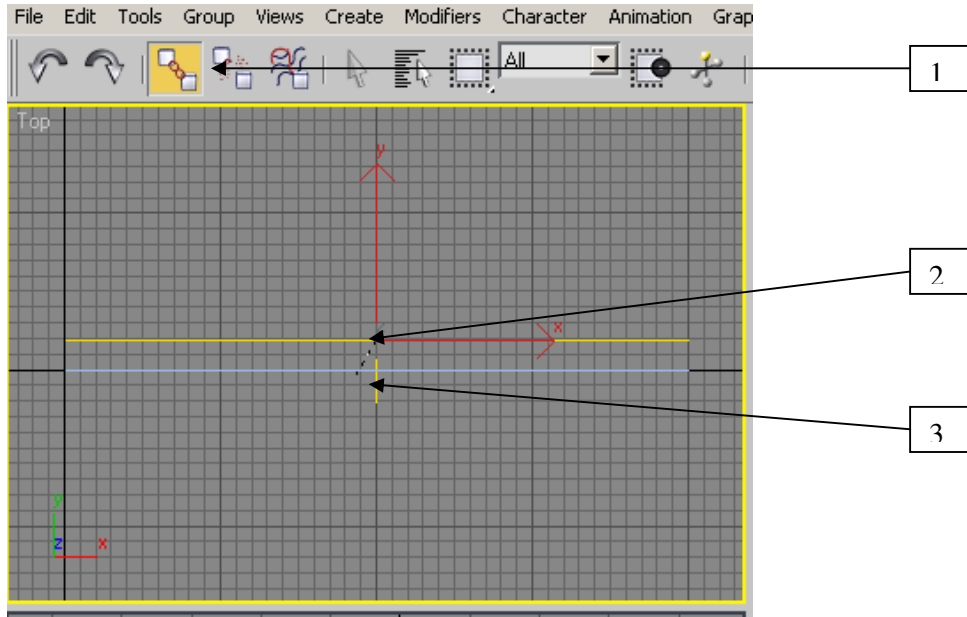 File Edit Tools Group Views Create Modifiers Character Animation Grap
All
1
Top
y
2
x
3
y
z x